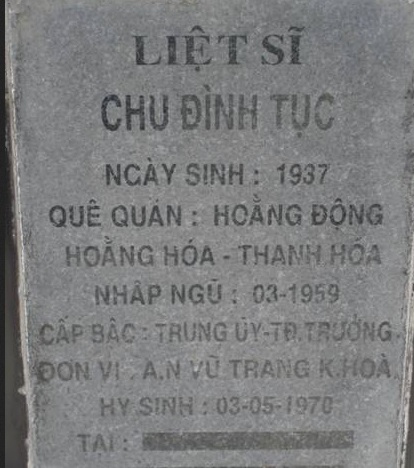 LIỆT SĨ
CHU ĐÌNH TỤC
NGÀY SINH : 1937
QUÊ QUÁN : HOẰNG ĐỘNG
HOẰNG HÓA - THANH HÓA
NHẬP NGŨ : 03-1959
CẤP BẬC : TRUNG ÚY-TĐ.TRƯỞNG
ĐƠN VỊ : A.N VŨ TRANG K.HOÀ
HY SINH : 03-05-1970
TẠI :